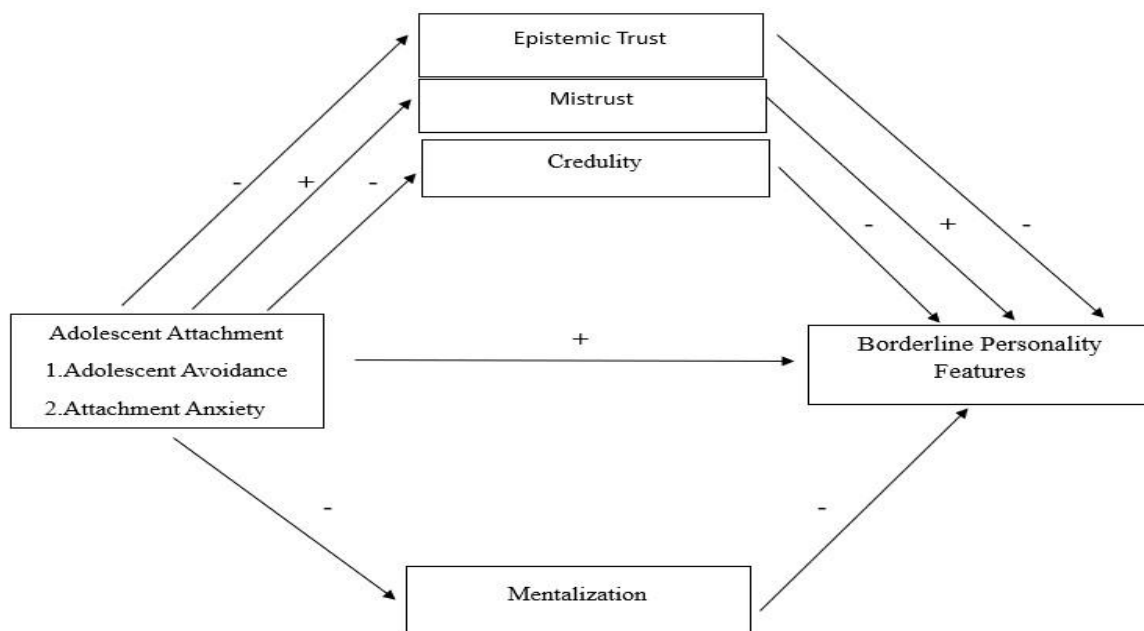 Epistemic Trust
Mistrust
Credulity
- + -
- + -
Adolescent Attachment
1.Adolescent Avoidance
2.Attachment Anxiety
+
Borderline Personality
Features
-
-
Mentalization